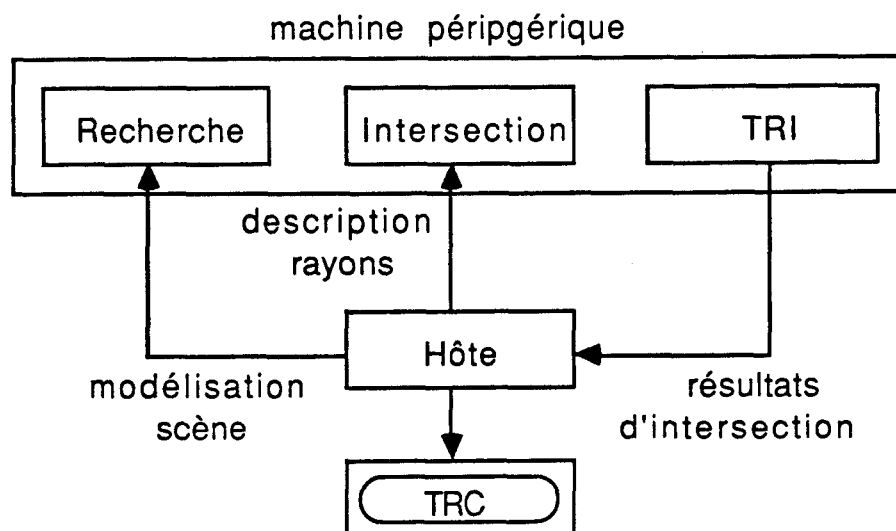 machine péripgérique
Recherche
Intersection
TRI
description
rayons
Hôte
modélisation
scène
résultats
d'intersection
TRC